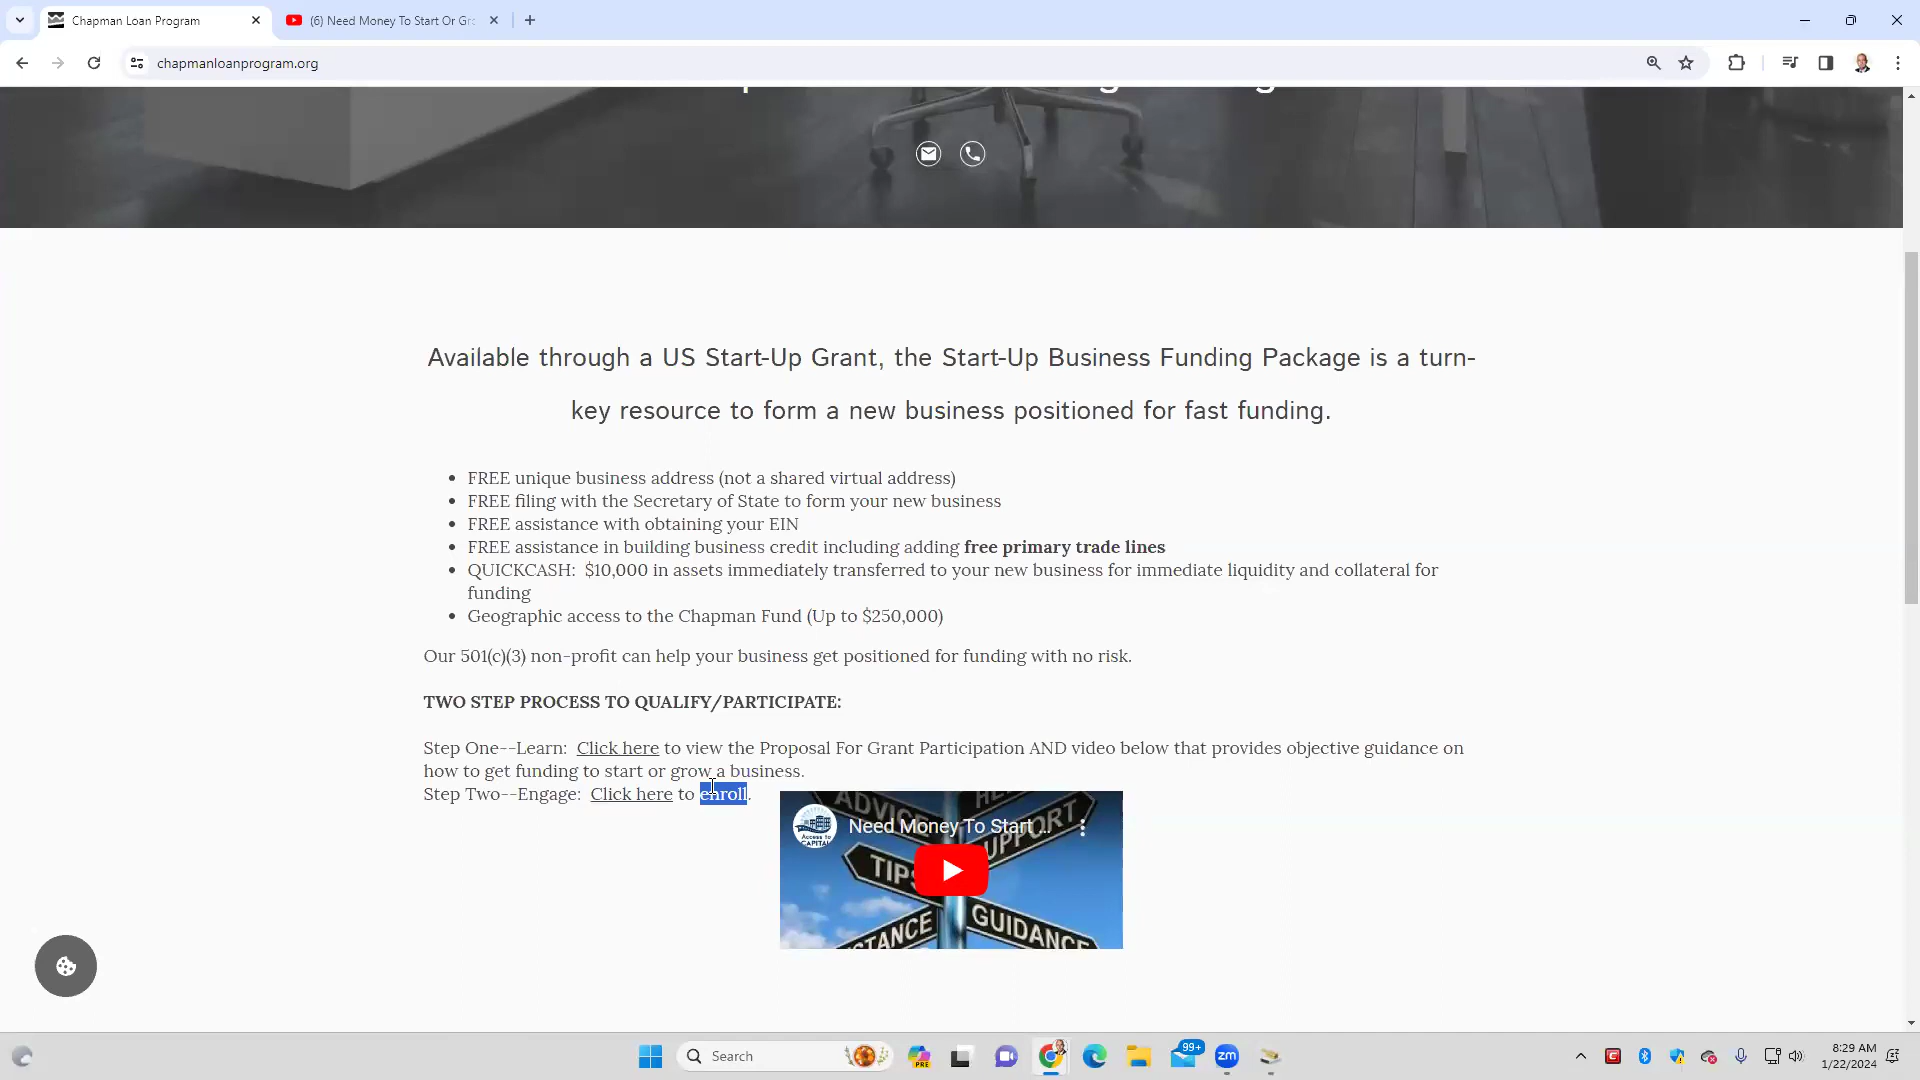 Chapman Loan Program
(6) Need Money To Start Or Gr
chapmanloanprogram.org
Available through a US Start-Up Grant, the Start-Up Business Funding Package is a turn-
key resource to form a new business positioned for fast funding.
• FREE unique business address (not a shared virtual address)
• FREE filing with the Secretary of State to form your new business
• FREE assistance with obtaining your EIN
• FREE assistance in building business credit including adding free primary trade lines
• QUICKCASH: $10,000 in assets immediately transferred to your new business for immediate liquidity and collateral for
funding
• Geographic access to the Chapman Fund (Up to $250,000)
Our 501(c)(3) non-profit can help your business get positioned for funding with no risk.
TWO STEP PROCESS TO QUALIFY/PARTICIPATE:
Step One--Learn: Click here to view the Proposal For Grant Participation AND video below that provides objective guidance on
how to get funding to start or grow a business.
Step Two--Engage: Click here to enroll.
ADVICE
HELP
Access to
CAPITAL
Need Money To Start ...
SUPPORT
TIPS
GUIDANCE
Search
PRE
99+
zm
8:29 AM
1/22/2024